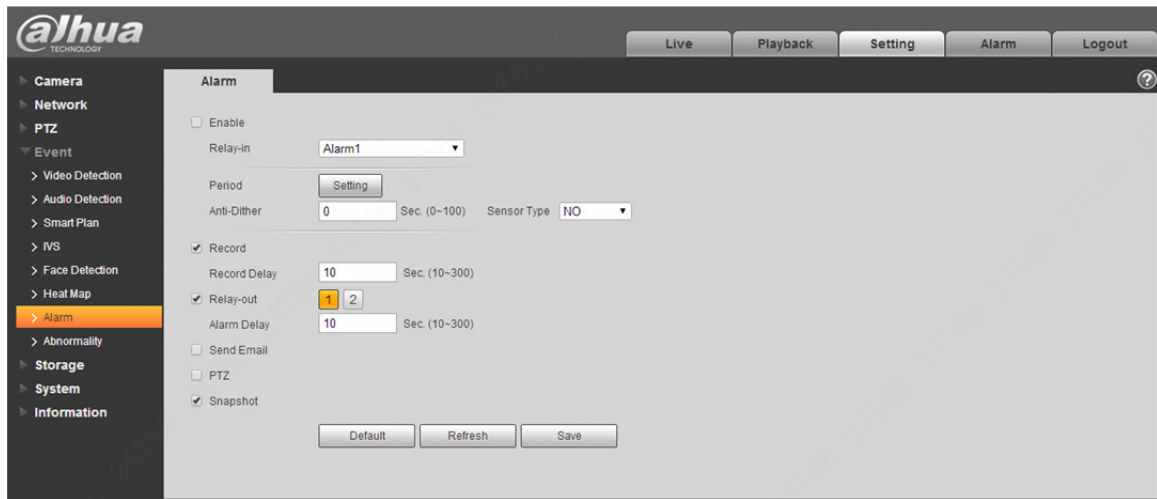 alhua
TECHNOLOGY
Live Playback Setting Alarm Logout
Camera
Network
PTZ
Event
Video Detection
Audio Detection
Smart Plan
IVS
Face Detection
Heat Map
Alarm
Abnormality
Storage
System
Information
Alarm
?
Enable
Relay-in Alarm1
Period Setting
Anti-Dither 0 Sec. (0~100) Sensor Type NO
Record
Record Delay 10 Sec. (10~300)
Relay-out 1 2
Alarm Delay 10 Sec. (10~300)
Send Email
PTZ
Snapshot
Default Refresh Save